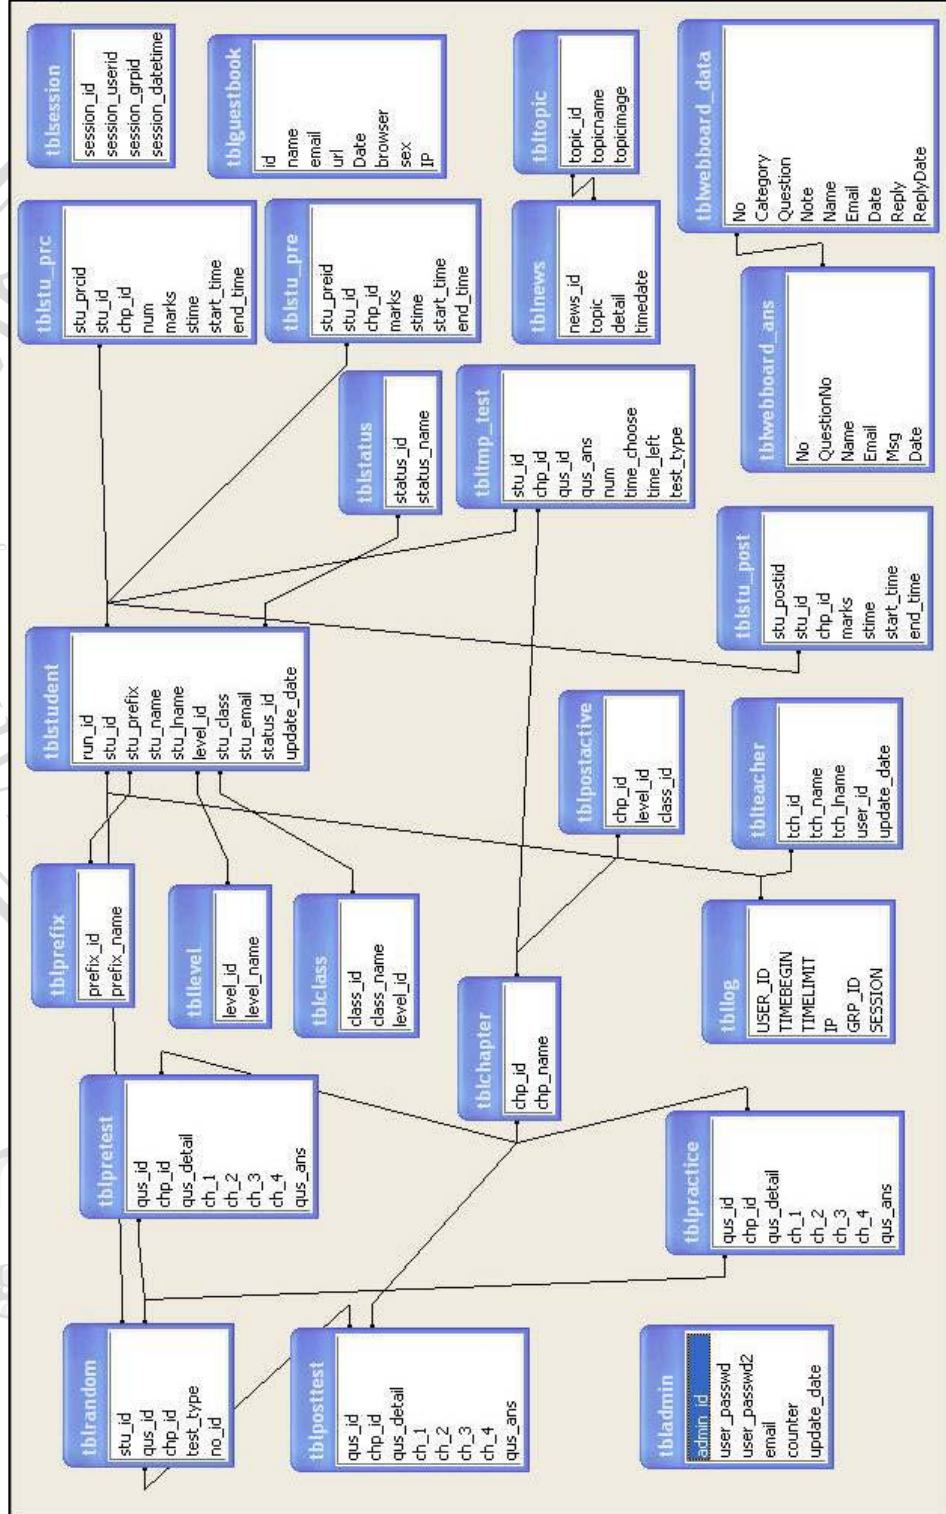 tblrandom
stu_id
qus_id
chp_id
test_type
no_id
tblpretest
qus_id
chp_id
qus_detail
ch_1
ch_2
ch_3
ch_4
qus_ans
tblprefix
prefix_id
prefix_name
tblstudent
run_id
stu_id
stu_prefix
stu_name
stu_lname
level_id
stu_class
stu_email
status_id
update_date
tblstu_prc
stu_prcid
stu_id
chp_id
num
marks
stime
start_time
end_time
tblsession
session_id
session_userid
session_grpid
session_datetime
tblposttest
qus_id
chp_id
qus_detail
ch_1
ch_2
ch_3
ch_4
qus_ans
tbllevel
level_id
level_name
tblclass
class_id
class_name
level_id
tblstatus
status_id
status_name
tblstu_pre
stu_preid
stu_id
chp_id
marks
stime
start_time
end_time
tblguestbook
id
name
email
url
Date
browser
sex
IP
tblchapter
chp_id
chp_name
tbltmp_test
stu_id
chp_id
qus_id
qus_ans
num
time_choose
time_left
test_type
tblnews
news_id
topic
detail
timedate
tbltopic
topic_id
topicname
topicimage
tblpostactive
chp_id
level_id
class_id
tbladmin
admin_id
user_passwd
user_passwd2
email
counter
update_date
tblpractice
qus_id
chp_id
qus_detail
ch_1
ch_2
ch_3
ch_4
qus_ans
tbllog
USER_ID
TIMEBEGIN
TIMELIMIT
IP
GRP_ID
SESSION
tblteacher
tch_id
tch_name
tch_lname
user_id
update_date
tblstu_post
stu_postid
stu_id
chp_id
marks
stime
start_time
end_time
tblwebboard_ans
No
QuestionNo
Name
Email
Msg
Date
tblwebboard_data
No
Category
Question
Note
Name
Email
Date
Reply
ReplyDate